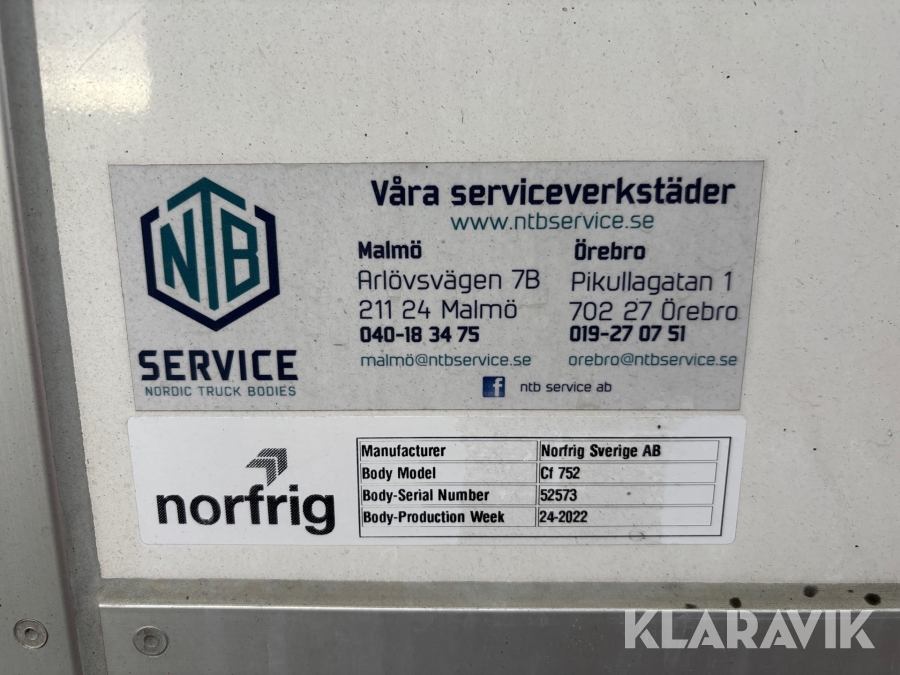 NTB
SERVICE
NORDIC TRUCK BODIES
Våra serviceverkstäder
www.ntbservice.se
Malmö
Arlövsvägen 7B
211 24 Malmö
040-18 34 75
malmö@ntbservice.se
Örebro
Pikullagatan 1
702 27 Örebro
019-27 07 51
orebro@ntbservice.se
f ntb service ab
norfrig
Manufacturer Norfrig Sverige AB
Body Model Cf 752
Body-Serial Number 52573
Body-Production Week 24-2022
KLARAVIK